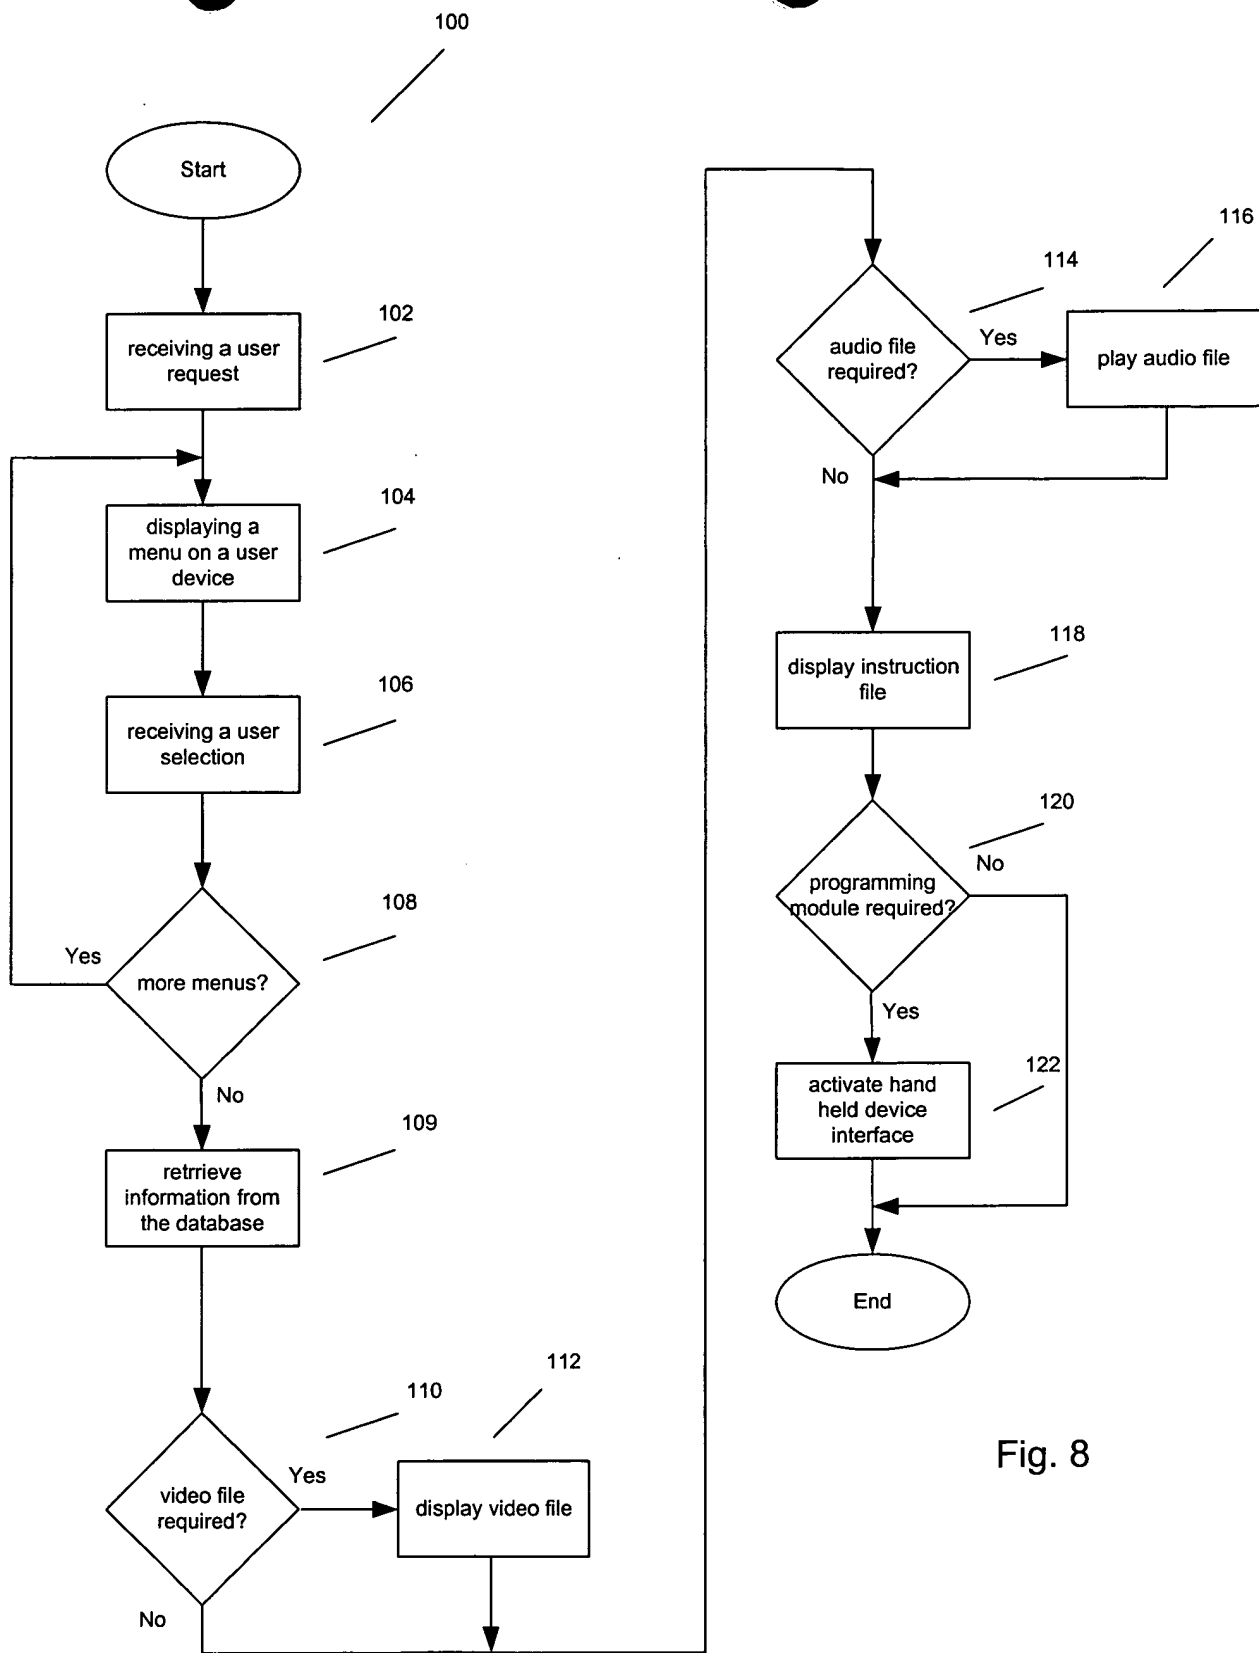 100
Start
102
receiving a user
request
104
displaying a
menu on a user
device
106
receiving a user
selection
108
Yes
more menus?
No
109
retrrieve
information from
the database
110
112
Yes
video file
required?
display video file
No
116
114
Yes
audio file
required?
play audio file
No
118
display instruction
file
120
No
programming
module required?
Yes
122
activate hand
held device
interface
End
Fig. 8